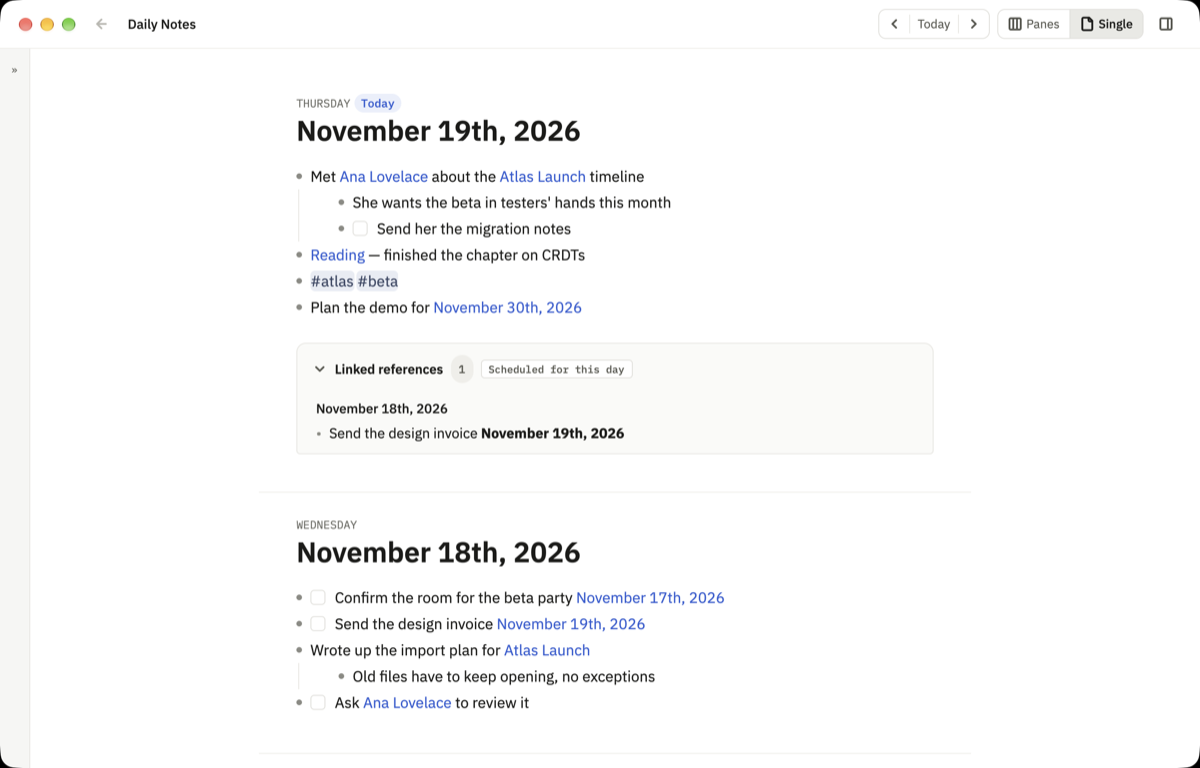 Daily Notes
Today
Panes
Single
»
THURSDAY Today
November 19th, 2026
Met Ana Lovelace about the Atlas Launch timeline
She wants the beta in testers' hands this month
Send her the migration notes
Reading — finished the chapter on CRDTs
#atlas #beta
Plan the demo for November 30th, 2026
Linked references 1 Scheduled for this day
November 18th, 2026
Send the design invoice November 19th, 2026
WEDNESDAY
November 18th, 2026
Confirm the room for the beta party November 17th, 2026
Send the design invoice November 19th, 2026
Wrote up the import plan for Atlas Launch
Old files have to keep opening, no exceptions
Ask Ana Lovelace to review it